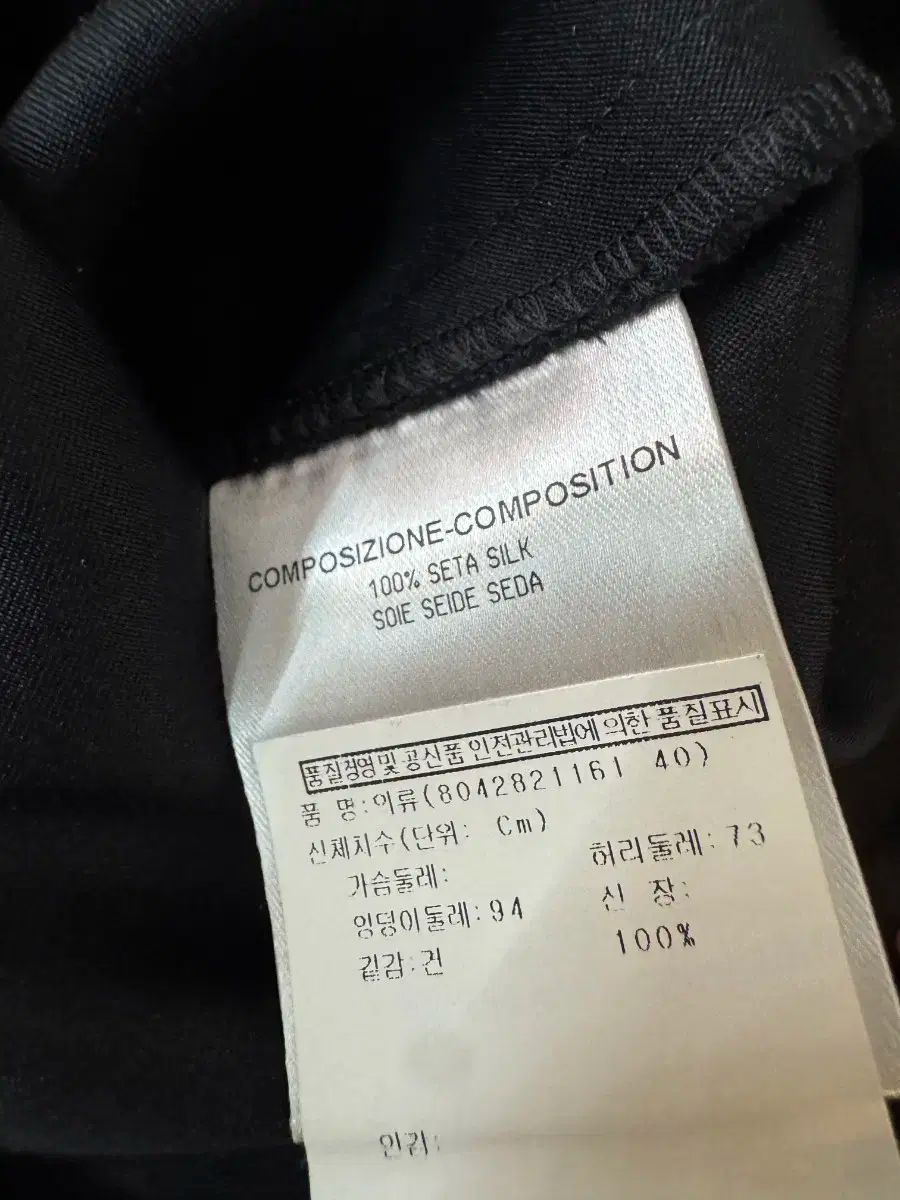 COMPOSIZIONE-COMPOSITION
100% SETA SILK
SOIE SEIDE SEDA
품질경영및 공산품 안전관리법에 의한 품질표시
품 명:의류(8042821161 40)
신체치수(단위: Cm)
가슴둘레: 허리둘레:73
엉덩이둘레:94 신 장:
겉감:견 100%
안감: